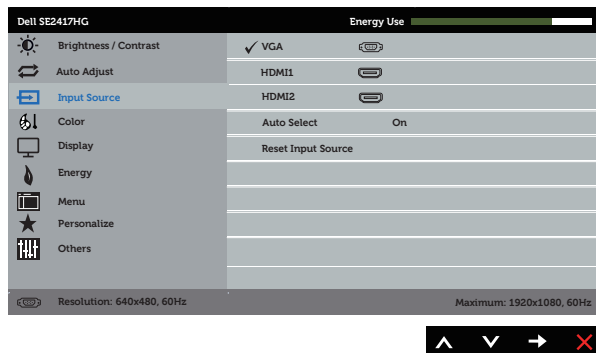 Dell SE2417HG Energy Use
Brightness / Contrast
Auto Adjust
Input Source
Color
Display
Energy
Menu
Personalize
Others
VGA
HDMI1
HDMI2
Auto Select On
Reset Input Source
Resolution: 640x480, 60Hz Maximum: 1920x1080, 60Hz